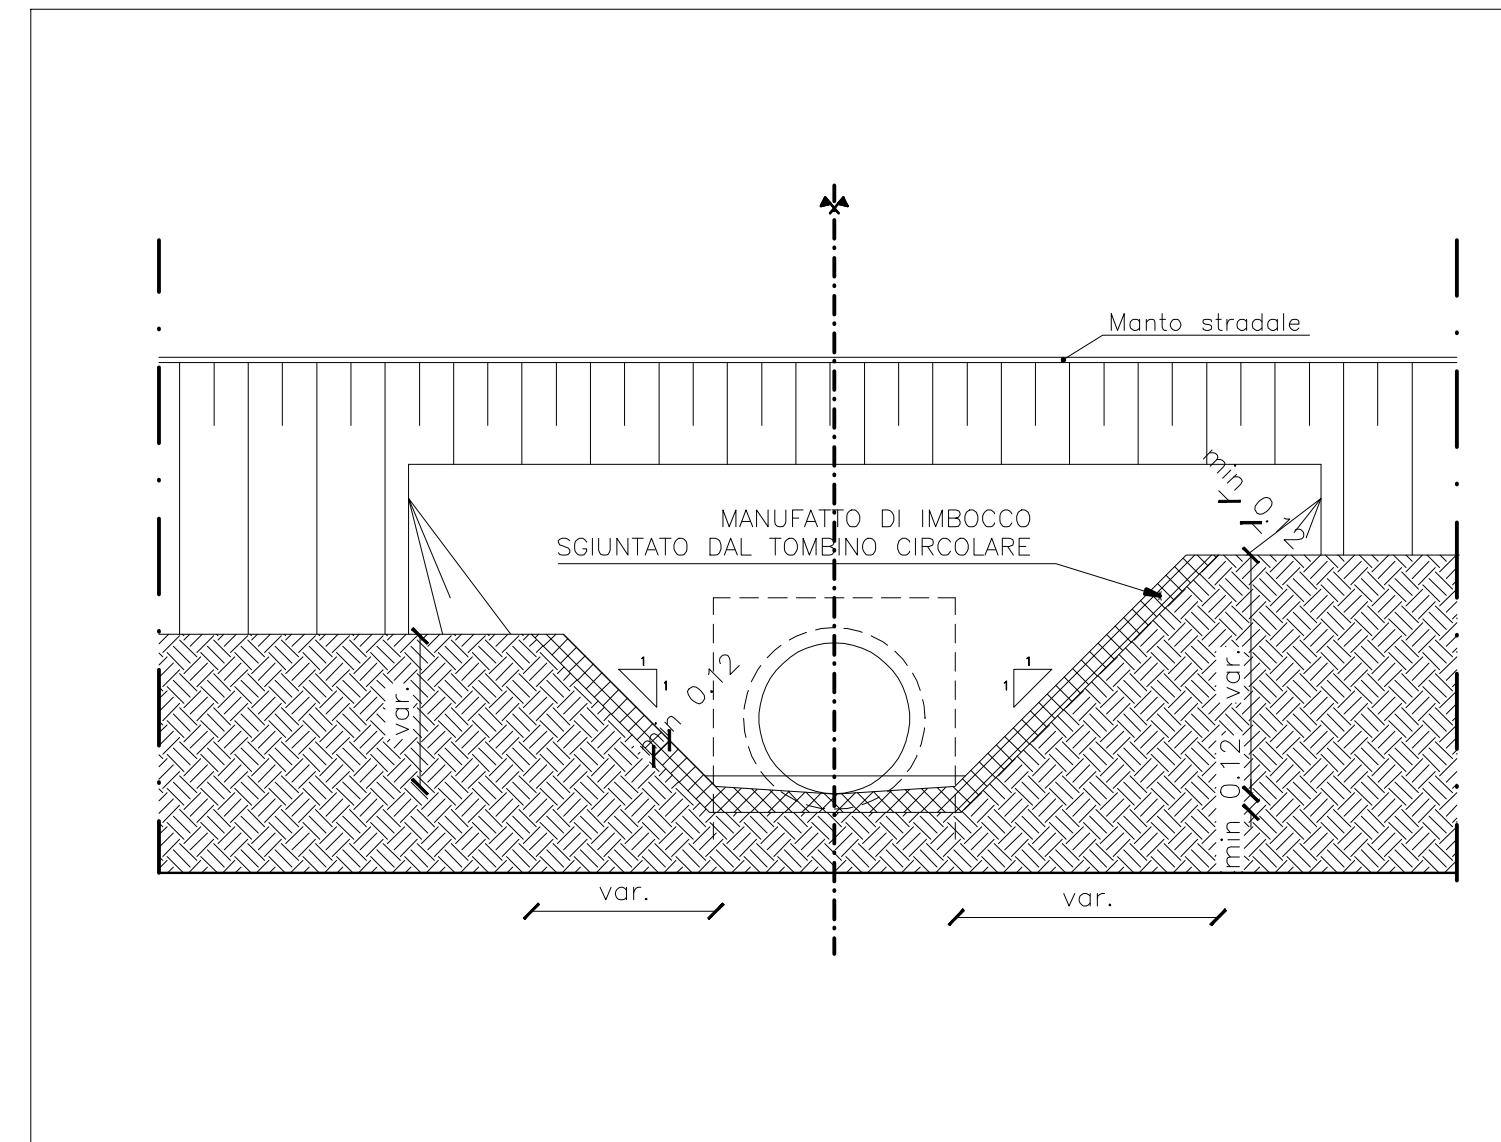 Manto stradale
min 0.12
MANUFATTO DI IMBOCCO
SGIUNTATO DAL TOMBINO CIRCOLARE
1
1
1
1
min 0.12
var.
var.
min 0.12
var.
var.